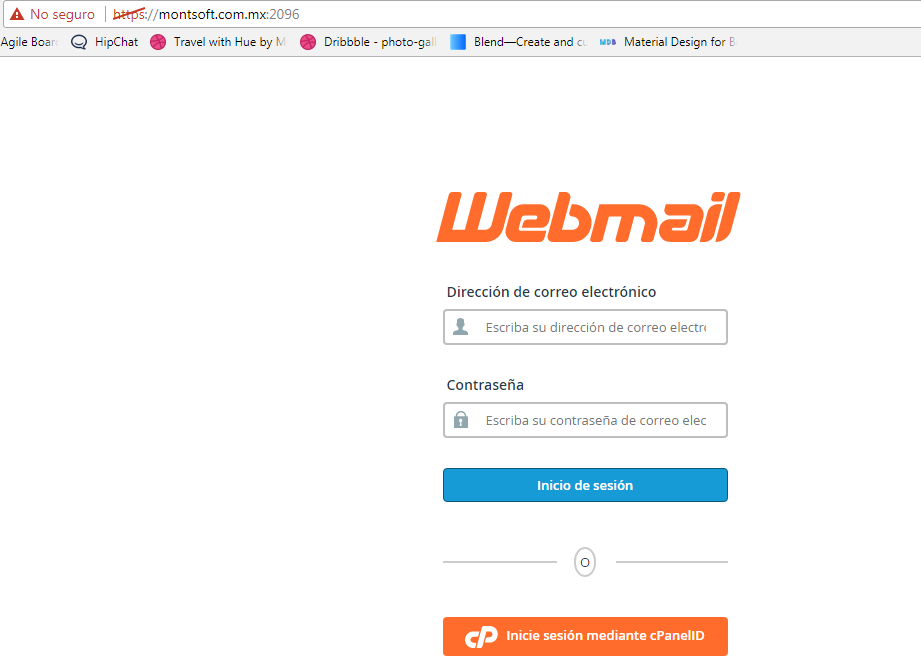 No seguro https://montsoft.com.mx:2096
Agile Boar HipChat Travel with Hue by M Dribbble - photo-gall Blend—Create and cu MDB Material Design for B
Webmail
Dirección de correo electrónico
Escriba su dirección de correo electro
Contraseña
Escriba su contraseña de correo elec
Inicio de sesión
O
cP Inicie sesión mediante cPanelID